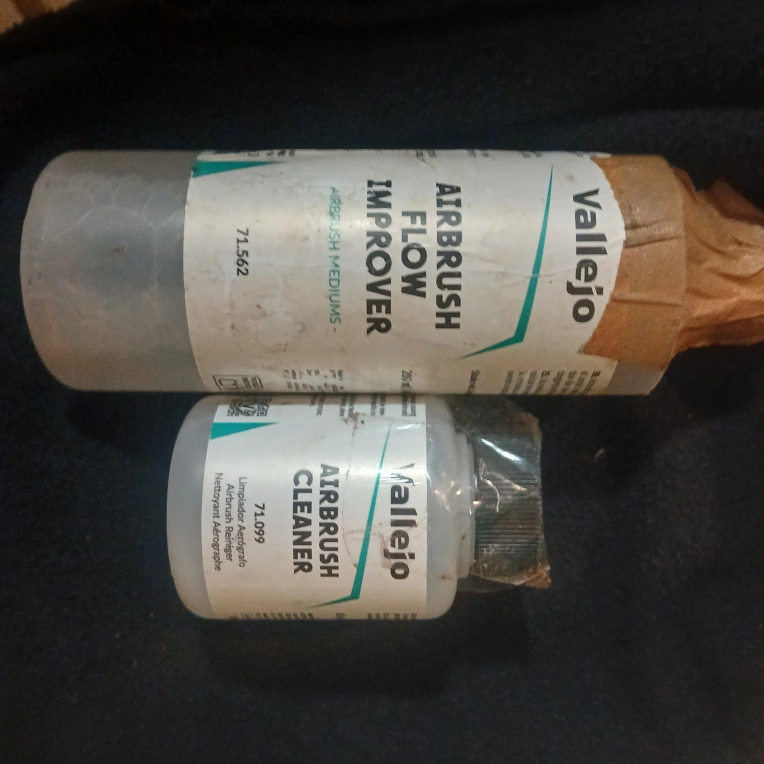 Vallejo
AIRBRUSH
FLOW
IMPROVER
AIRBRUSH MEDIUMS -
71.562
Vallejo
AIRBRUSH
CLEANER
71.099
Limpiador Aerógrafo
Airbrush Reiniger
Nettoyant Aérographe